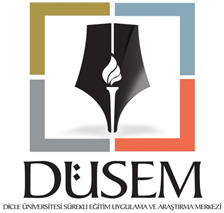 DÜSEM
DİCLE ÜNİVERSİTESİ SÜREKLİ EĞİTİM UYGULAMA VE ARAŞTIRMA MERKEZİ